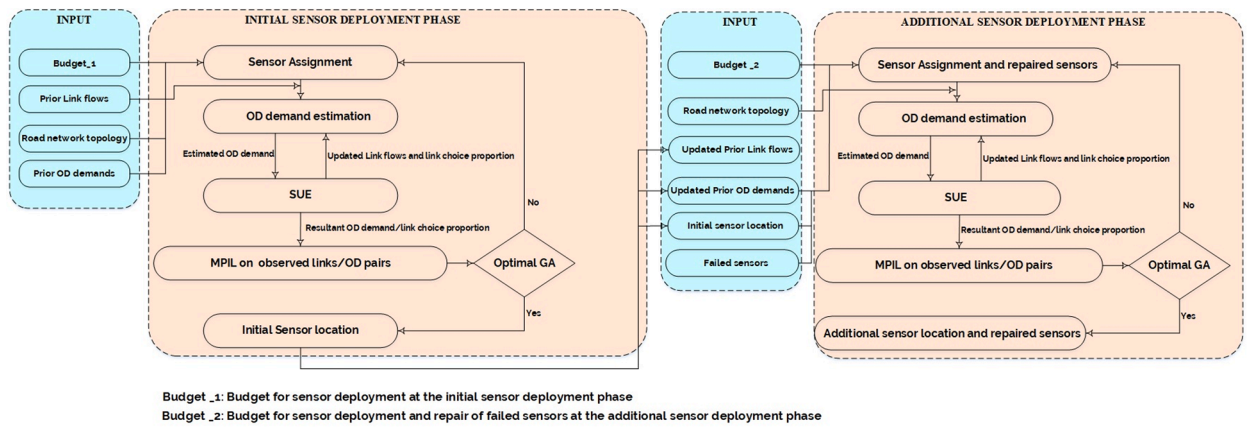 INPUT
Budget_1
Prior Link flows
Road network topology
Prior OD demands
INITIAL SENSOR DEPLOYMENT PHASE
Sensor Assignment
OD demand estimation
Estimated OD demand
Updated Link flows and link choice proportion
SUE
Resultant OD demand/link choice proportion
MPIL on observed links/OD pairs
Optimal GA
No
Yes
Initial Sensor location
INPUT
Budget _2
Road network topology
Updated Prior Link flows
Updated Prior OD demands
Initial sensor location
Failed sensors
ADDITIONAL SENSOR DEPLOYMENT PHASE
Sensor Assignment and repaired sensors
OD demand estimation
Estimated OD demand
Updated Link flows and link choice proportion
SUE
Resultant OD demand/link choice proportion
MPIL on observed links/OD pairs
Optimal GA
No
Yes
Additional sensor location and repaired sensors
Budget _1: Budget for sensor deployment at the initial sensor deployment phase
Budget _2: Budget for sensor deployment and repair of failed sensors at the additional sensor deployment phase